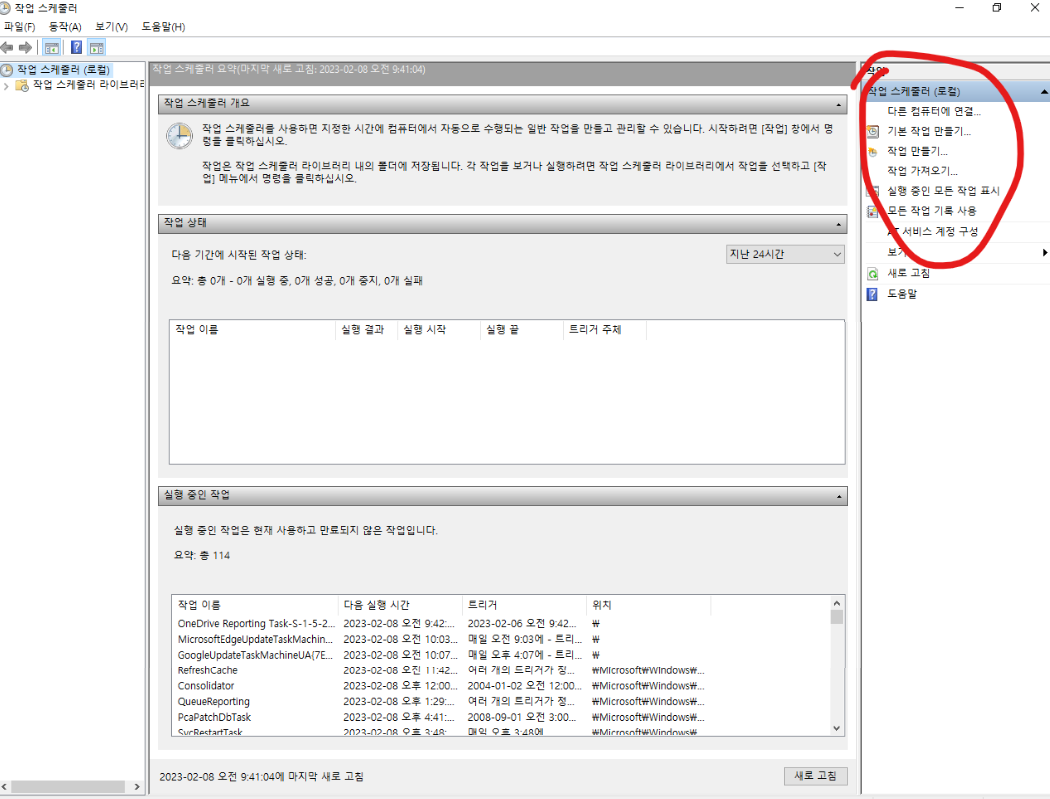 작업 스케줄러
파일(F) 동작(A) 보기(V) 도움말(H)
작업 스케줄러 (로컬)
작업 스케줄러 라이브러리
작업 스케줄러 요약(마지막 새로 고침: 2023-02-08 오전 9:41:04)
작업 스케줄러 개요
작업 스케줄러를 사용하면 지정한 시간에 컴퓨터에서 자동으로 수행되는 일반 작업을 만들고 관리할 수 있습니다. 시작하려면 [작업] 창에서 명
령을 클릭하십시오.
작업은 작업 스케줄러 라이브러리 내의 폴더에 저장됩니다. 각 작업을 보거나 실행하려면 작업 스케줄러 라이브러리에서 작업을 선택하고 [작
업] 메뉴에서 명령을 클릭하십시오.
작업 상태
다음 기간에 시작된 작업 상태: 지난 24시간
요약: 총 0개 - 0개 실행 중, 0개 성공, 0개 중지, 0개 실패
작업 이름 실행 결과 실행 시작 실행 끝 트리거 주체
실행 중인 작업
실행 중인 작업은 현재 사용하고 만료되지 않은 작업입니다.
요약: 총 114
작업 이름 다음 실행 시간 트리거 위치
OneDrive Reporting Task-S-1-5-2... 2023-02-08 오전 9:42:... 2023-02-06 오전 9:42... ₩
MicrosoftEdgeUpdateTaskMachin... 2023-02-08 오전 10:03... 매일 오전 9:03에 - 트리... ₩
GoogleUpdateTaskMachineUA{7E... 2023-02-08 오전 10:07... 매일 오후 4:07에 - 트리... ₩
RefreshCache 2023-02-08 오전 11:42... 여러 개의 트리거가 정... ₩Microsoft₩Windows₩...
Consolidator 2023-02-08 오후 12:00... 2004-01-02 오전 12:00... ₩Microsoft₩Windows₩...
QueueReporting 2023-02-08 오후 1:29:... 여러 개의 트리거가 정... ₩Microsoft₩Windows₩...
PcaPatchDbTask 2023-02-08 오후 4:41:... 2008-09-01 오전 3:00... ₩Microsoft₩Windows₩...
SvcRestartTask 2023-02-08 오후 3:48: 매일 오후 3:48에 ₩Microsoft₩Windows₩
2023-02-08 오전 9:41:04에 마지막 새로 고침 새로 고침
작업
작업 스케줄러 (로컬)
다른 컴퓨터에 연결...
기본 작업 만들기...
작업 만들기...
작업 가져오기...
실행 중인 모든 작업 표시
모든 작업 기록 사용
AT 서비스 계정 구성
보기
새로 고침
도움말